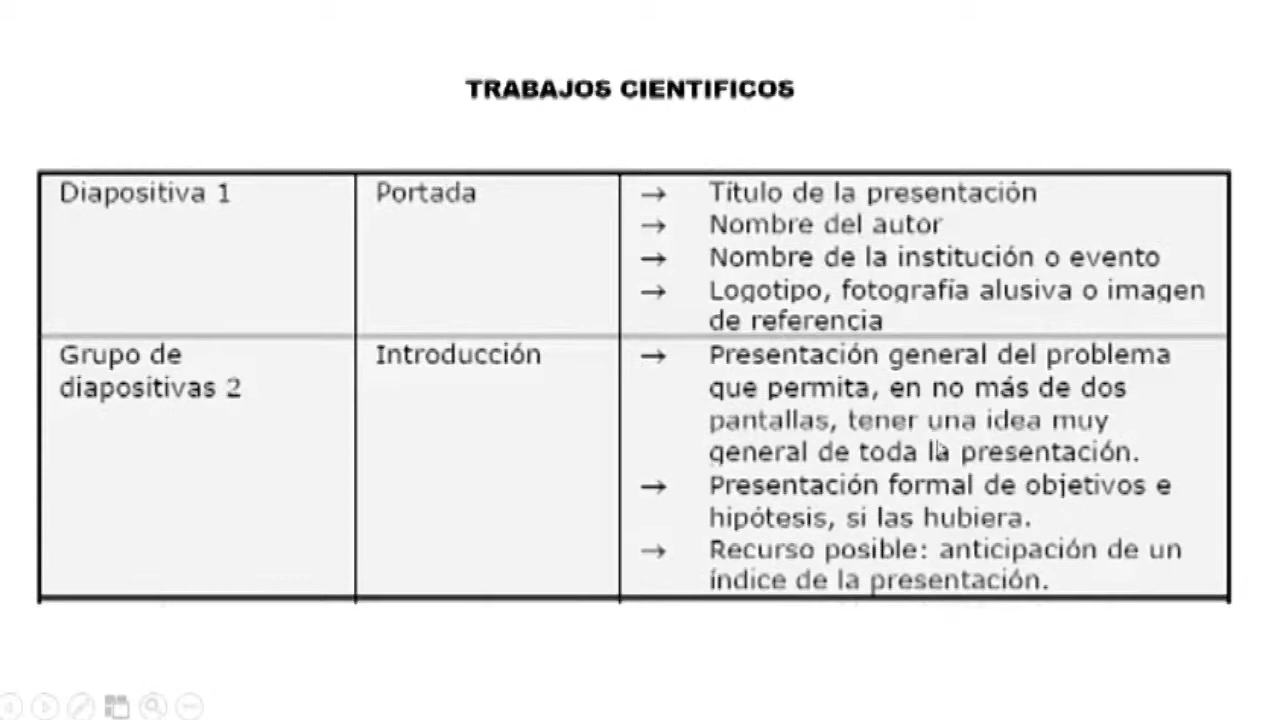 TRABAJOS CIENTIFICOS
Diapositiva 1
Portada
→ Título de la presentación
→ Nombre del autor
→ Nombre de la institución o evento
→ Logotipo, fotografía alusiva o imagen
de referencia
Grupo de
diapositivas 2
Introducción
→ Presentación general del problema
que permita, en no más de dos
pantallas, tener una idea muy
general de toda la presentación.
→ Presentación formal de objetivos e
hipótesis, si las hubiera.
→ Recurso posible: anticipación de un
índice de la presentación.